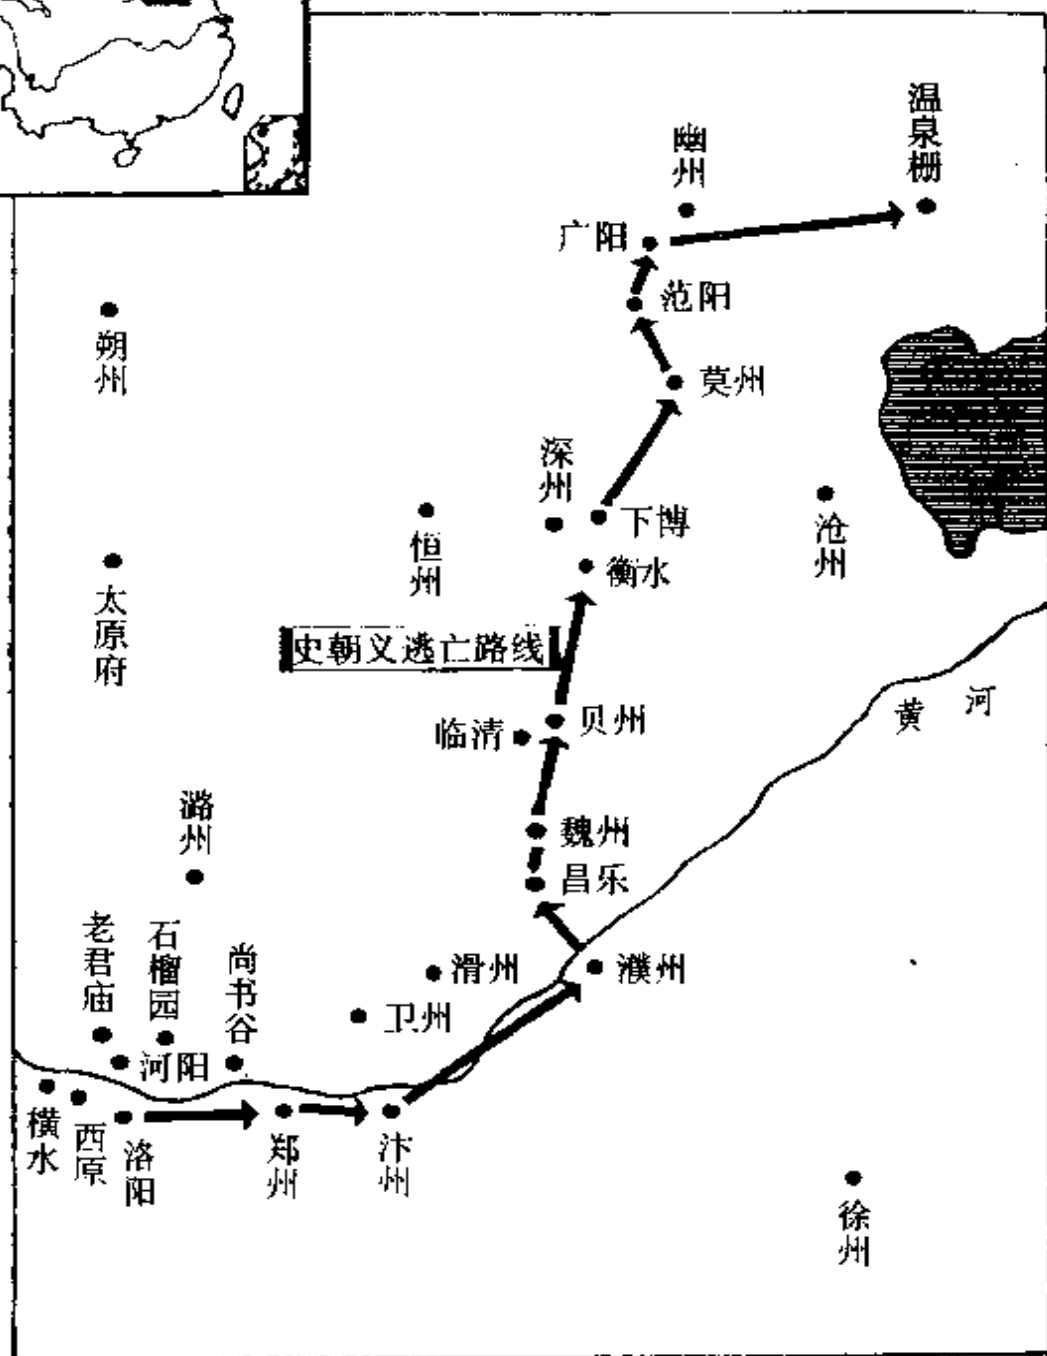 温泉栅
幽州
广阳
范阳
朔州
莫州
深州
下博
沧州
恒州
衡水
太原府
史朝义逃亡路线
贝州
临清
黄河
潞州
魏州
昌乐
老君庙
石榴园
尚书谷
滑州
濮州
卫州
河阳
横水
西原
洛阳
郑州
汴州
徐州